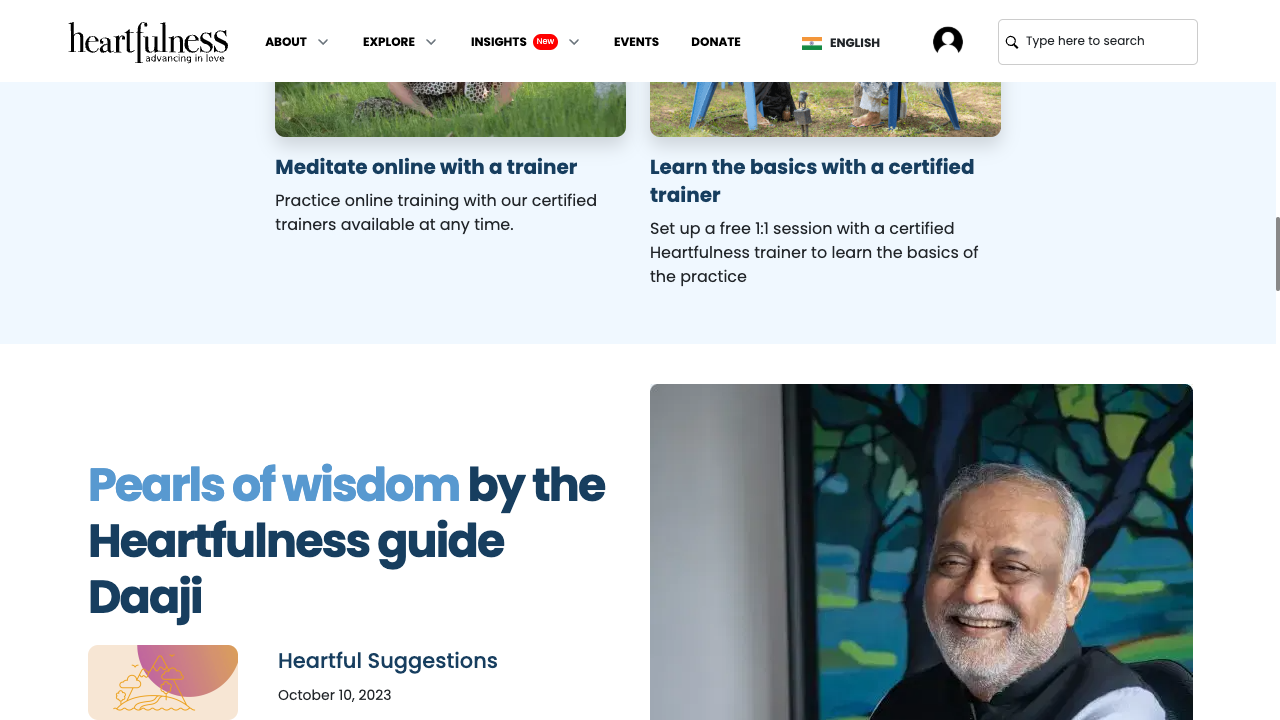 heartfulness
advancing in love
ABOUT
EXPLORE
INSIGHTS New
EVENTS
DONATE
ENGLISH
Type here to search
Meditate online with a trainer
Practice online training with our certified
trainers available at any time.
Learn the basics with a certified
trainer
Set up a free 1:1 session with a certified
Heartfulness trainer to learn the basics of
the practice
Pearls of wisdom by the
Heartfulness guide
Daaji
Heartful Suggestions
October 10, 2023